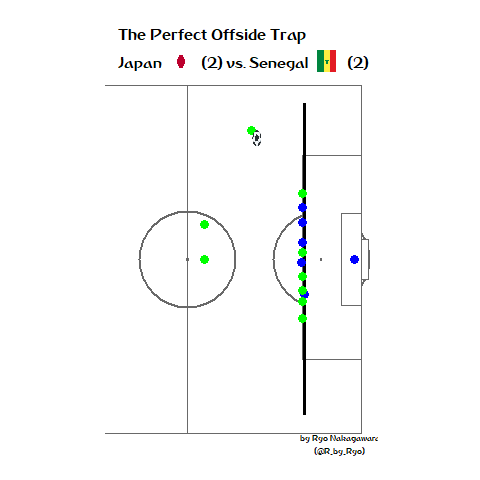 The Perfect Offside Trap
Japan (2) vs. Senegal (2)
by Ryo Nakagawara
(@R_by_Ryo)